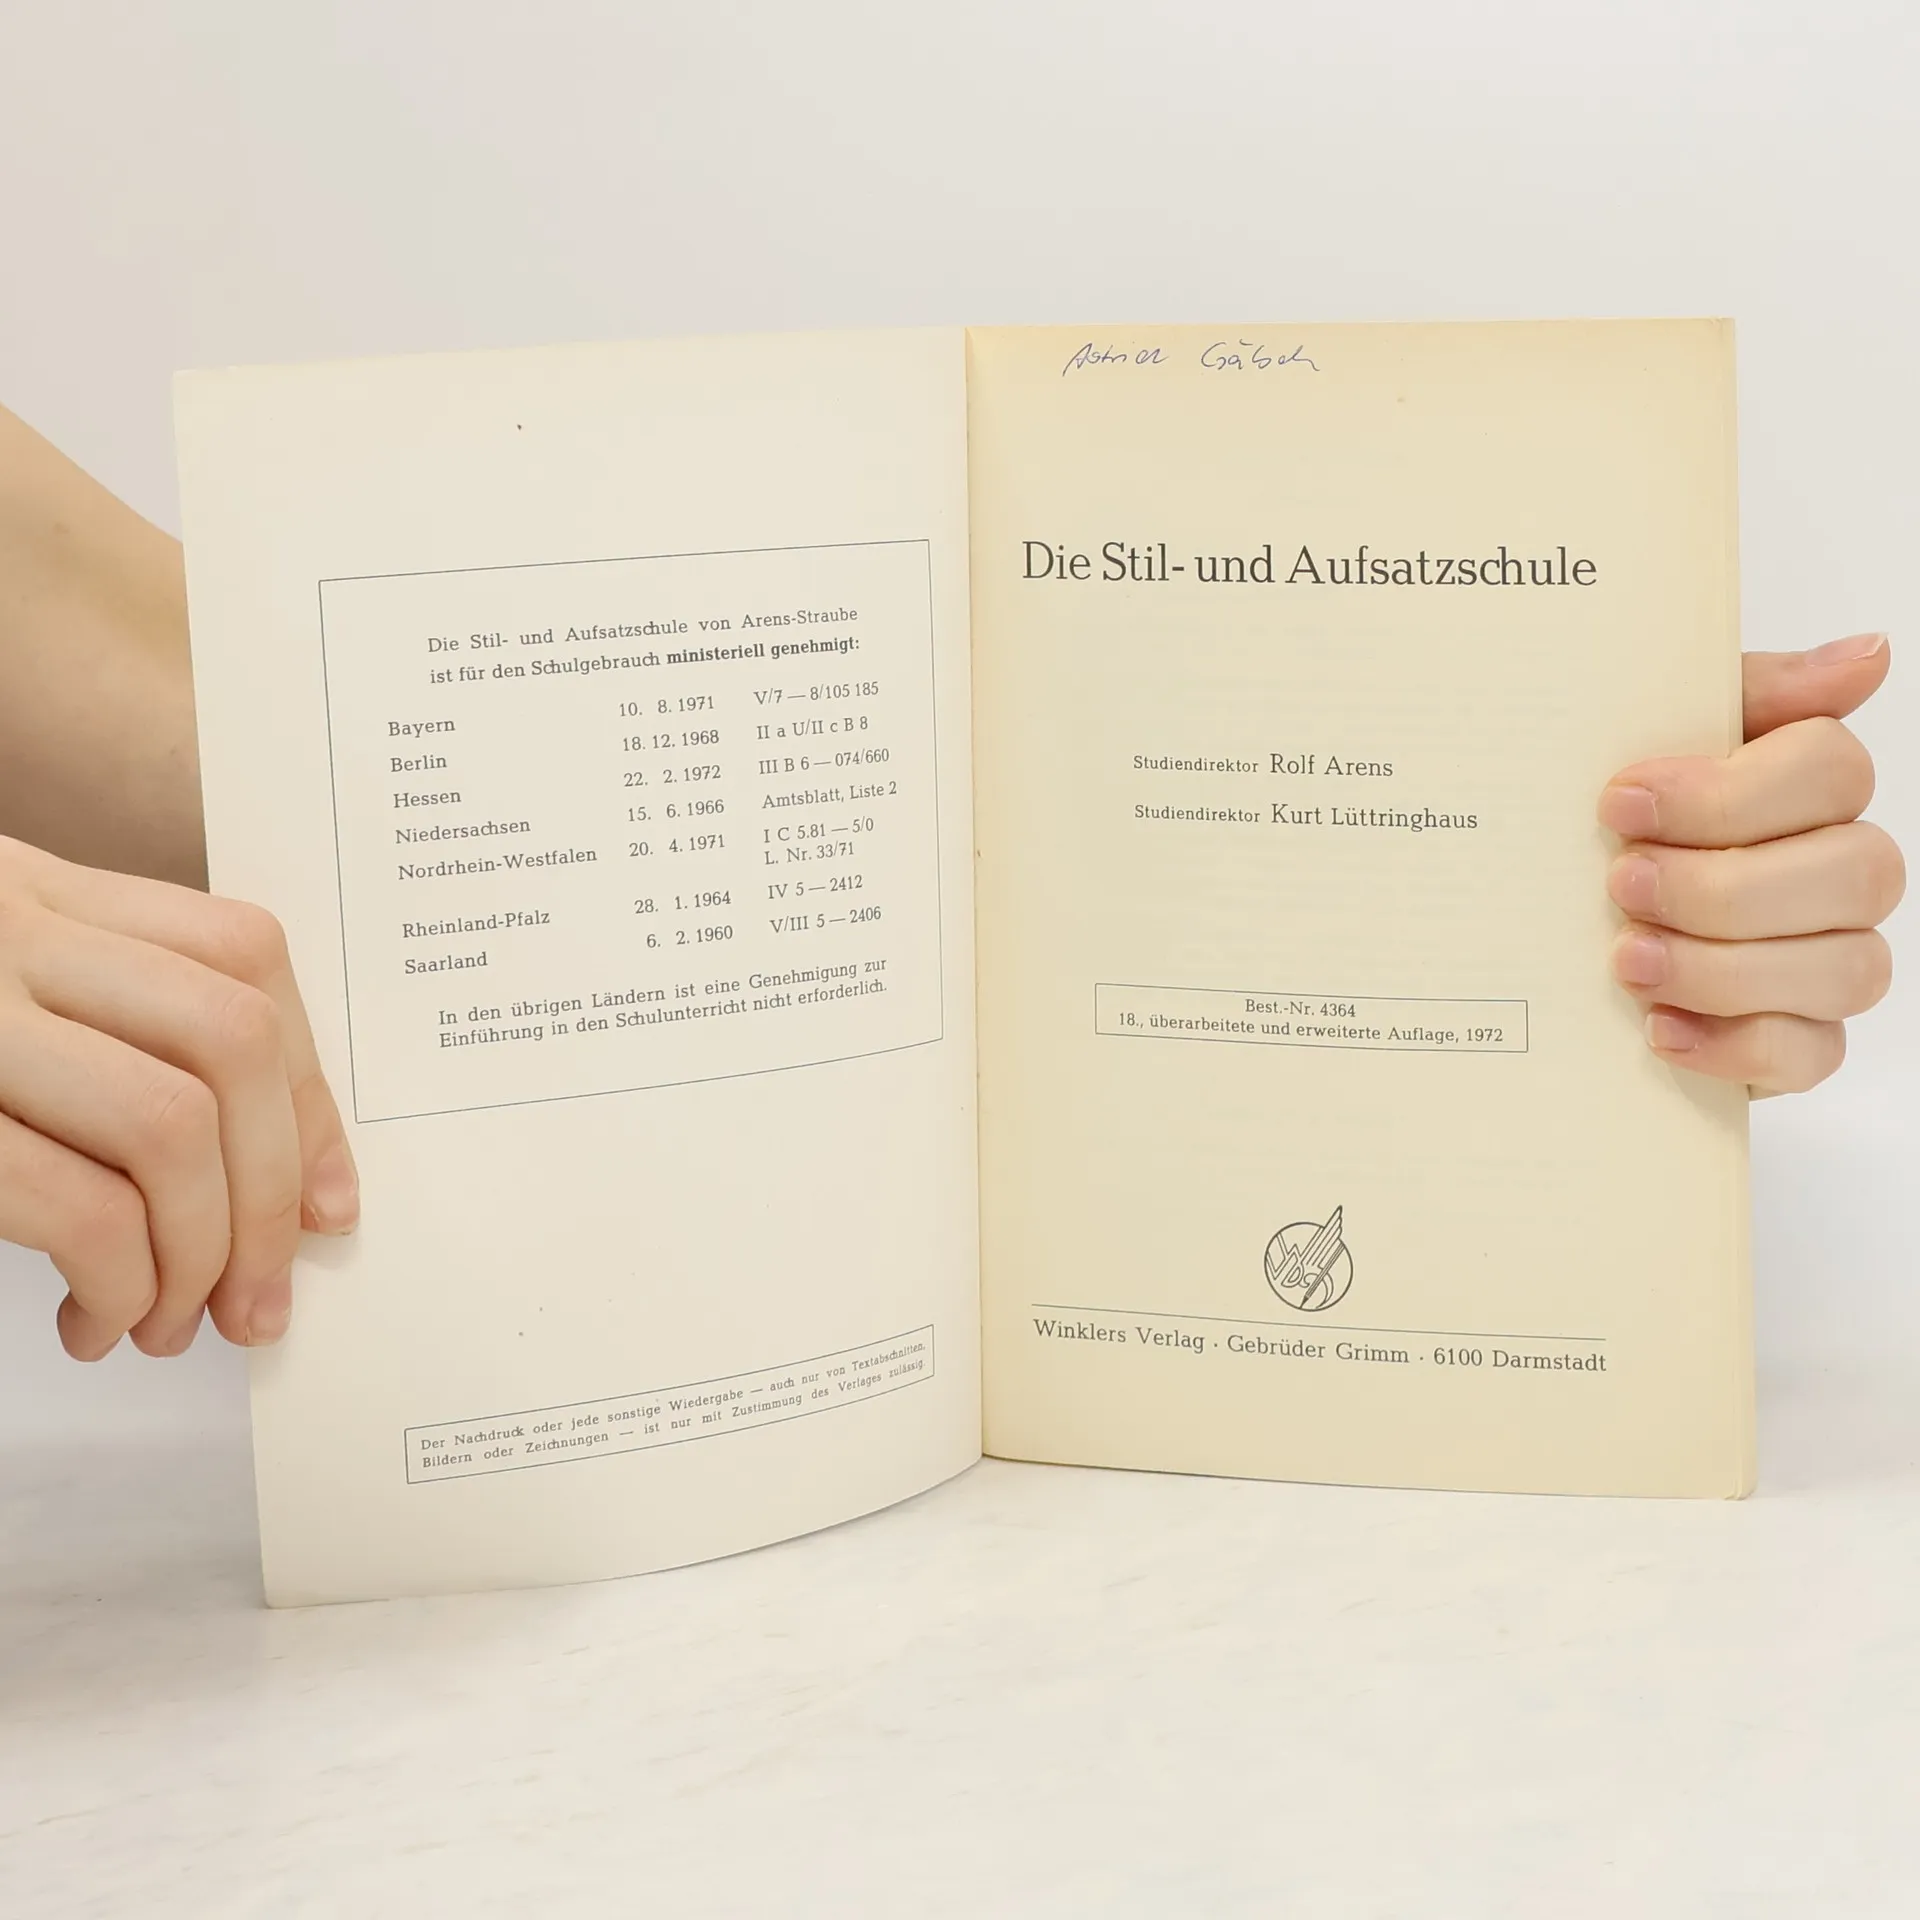 Die Stil- und Aufsatzschule von Arens-Straube
ist für den Schulgebrauch ministeriell genehmigt:
Bayern 10. 8. 1971 V/7 — 8/105 185
Berlin 18. 12. 1968 II a U/II c B 8
Hessen 22. 2. 1972 III B 6 — 074/660
Niedersachsen 15. 6. 1966 Amtsblatt, Liste 2
Nordrhein-Westfalen 20. 4. 1971 I C 5.81 — 5/0
L. Nr. 33/71
Rheinland-Pfalz 28. 1. 1964 IV 5 — 2412
Saarland 6. 2. 1960 V/III 5 — 2406
In den übrigen Ländern ist eine Genehmigung zur
Einführung in den Schulunterricht nicht erforderlich.
Der Nachdruck oder jede sonstige Wiedergabe — auch nur von Textabschnitten,
Bildern oder Zeichnungen — ist nur mit Zustimmung des Verlages zulässig.
Astrid
Die Stil- und Aufsatzschule
Studiendirektor Rolf Arens
Studiendirektor Kurt Lüttringhaus
Best.-Nr. 4364
18., überarbeitete und erweiterte Auflage, 1972
Winklers Verlag · Gebrüder Grimm · 6100 Darmstadt